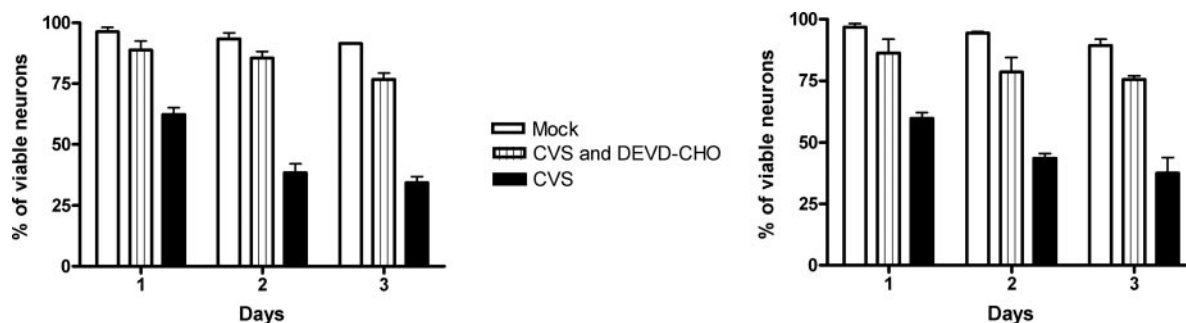 % of viable neurons
100
75
50
25
0
1 2 3
Days
Mock
CVS and DEVD-CHO
CVS
% of viable neurons
100
75
50
25
0
1 2 3
Days